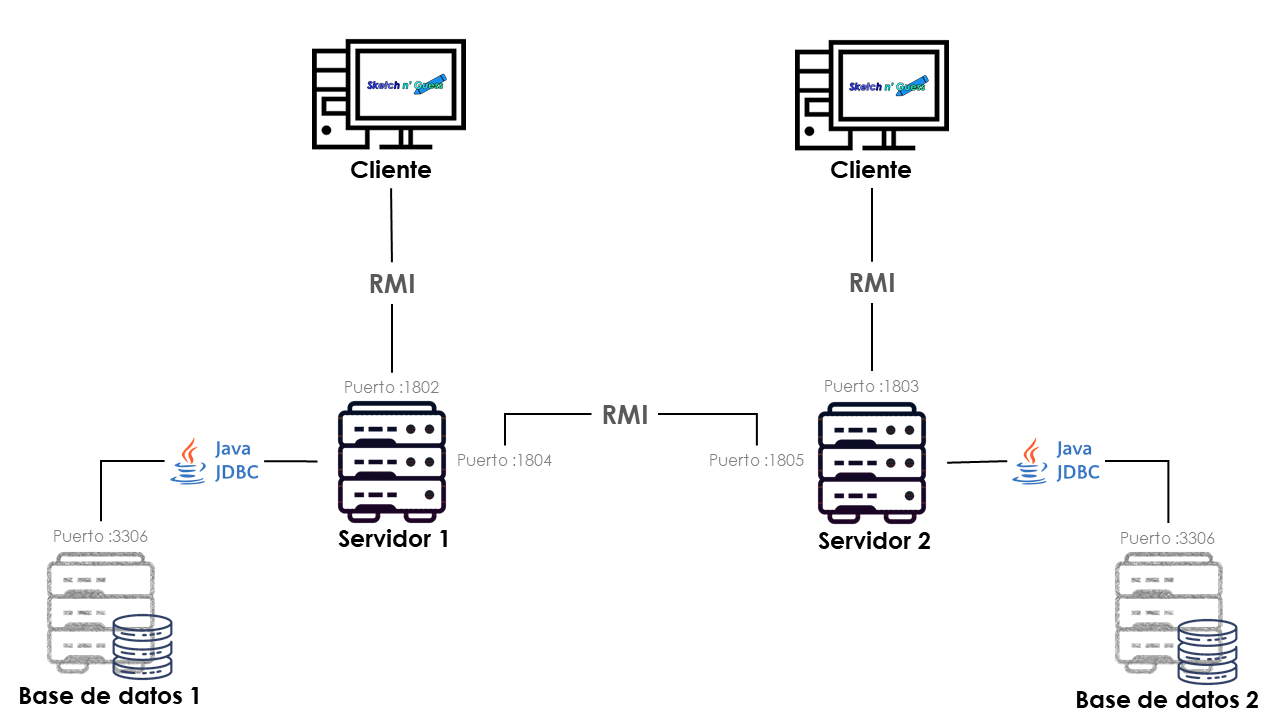 Sketch n' Guess
Sketch n' Guess
Cliente
Cliente
RMI
RMI
Puerto :1802
Puerto :1803
RMI
Java
JDBC
Puerto :1804
Puerto :1805
Java
JDBC
Puerto :3306
Servidor 1
Servidor 2
Puerto :3306
Base de datos 1
Base de datos 2